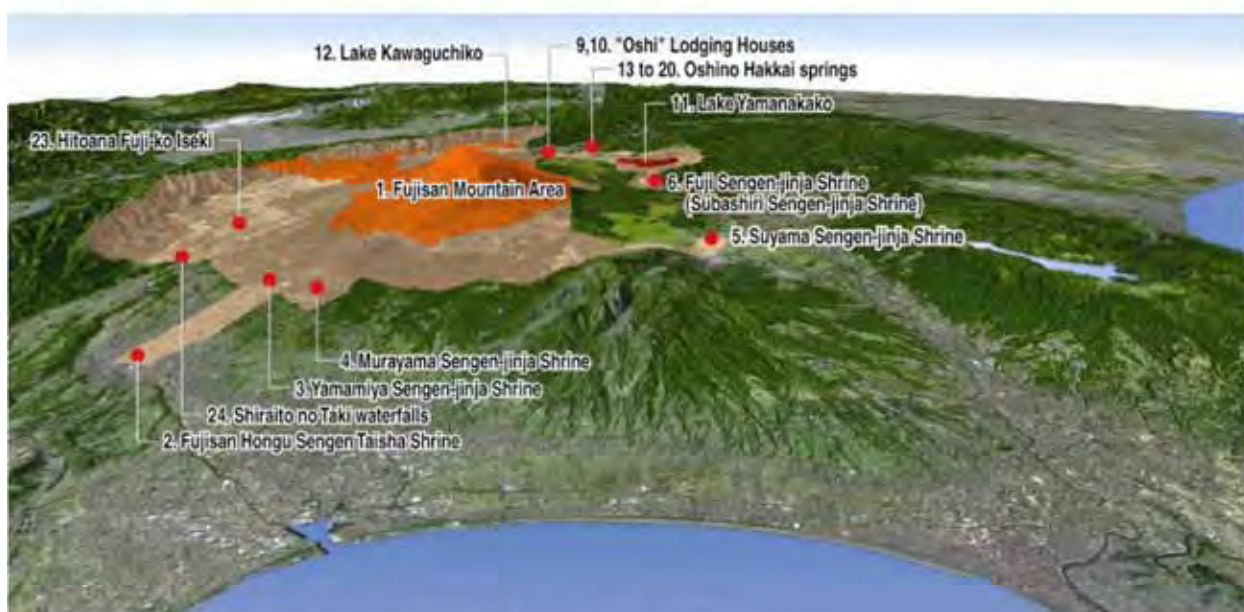 9,10. "Oshi" Lodging Houses
12. Lake Kawaguchiko
13 to 20. Oshino Hakkai springs
11. Lake Yamanakako
23. Hitoana Fuji-ko Iseki
1. Fujisan Mountain Area
6. Fuji Sengen-jinja Shrine
(Subashiri Sengen-jinja Shrine)
5. Suyama Sengen-jinja Shrine
4. Murayama Sengen-jinja Shrine
3. Yamamiya Sengen-jinja Shrine
24. Shiraito no Taki waterfalls
2. Fujisan Hongu Sengen Taisha Shrine